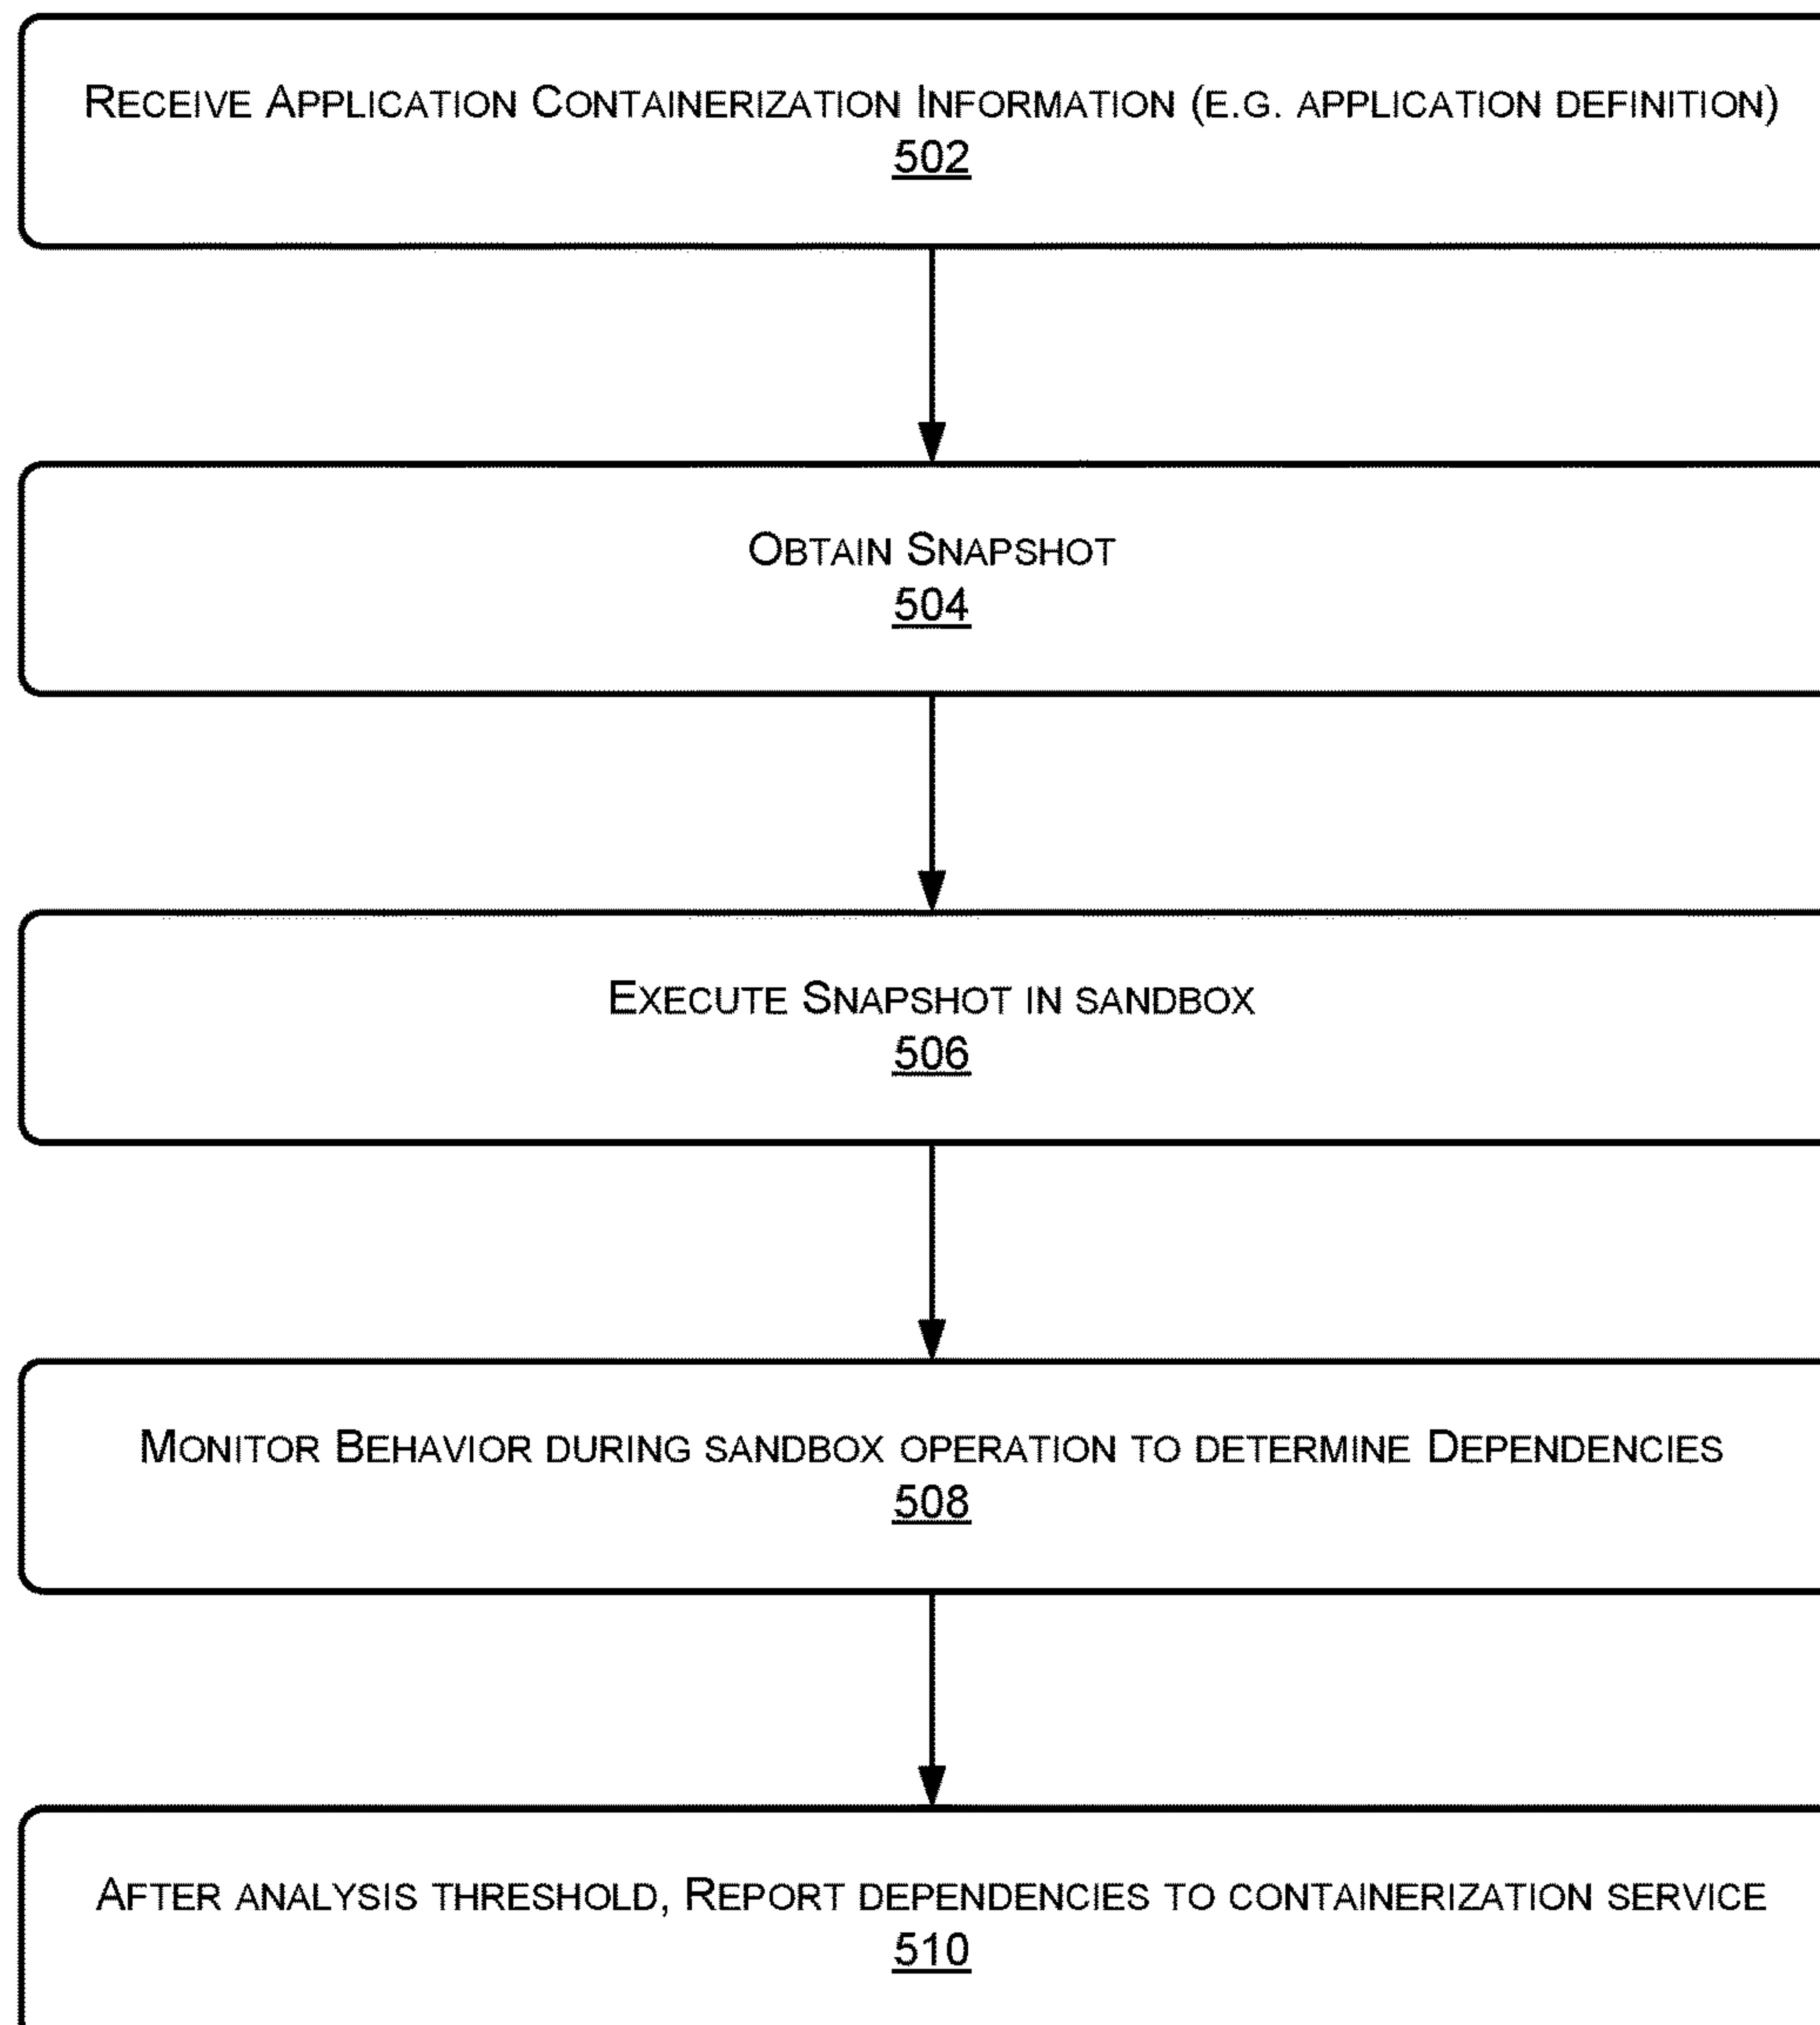 RECEIVE APPLICATION CONTAINERIZATION INFORMATION (E.G. APPLICATION DEFINITION)
502
OBTAIN SNAPSHOT
504
EXECUTE SNAPSHOT IN SANDBOX
506
MONITOR BEHAVIOR DURING SANDBOX OPERATION TO DETERMINE DEPENDENCIES
508
AFTER ANALYSIS THRESHOLD, REPORT DEPENDENCIES TO CONTAINERIZATION SERVICE
510